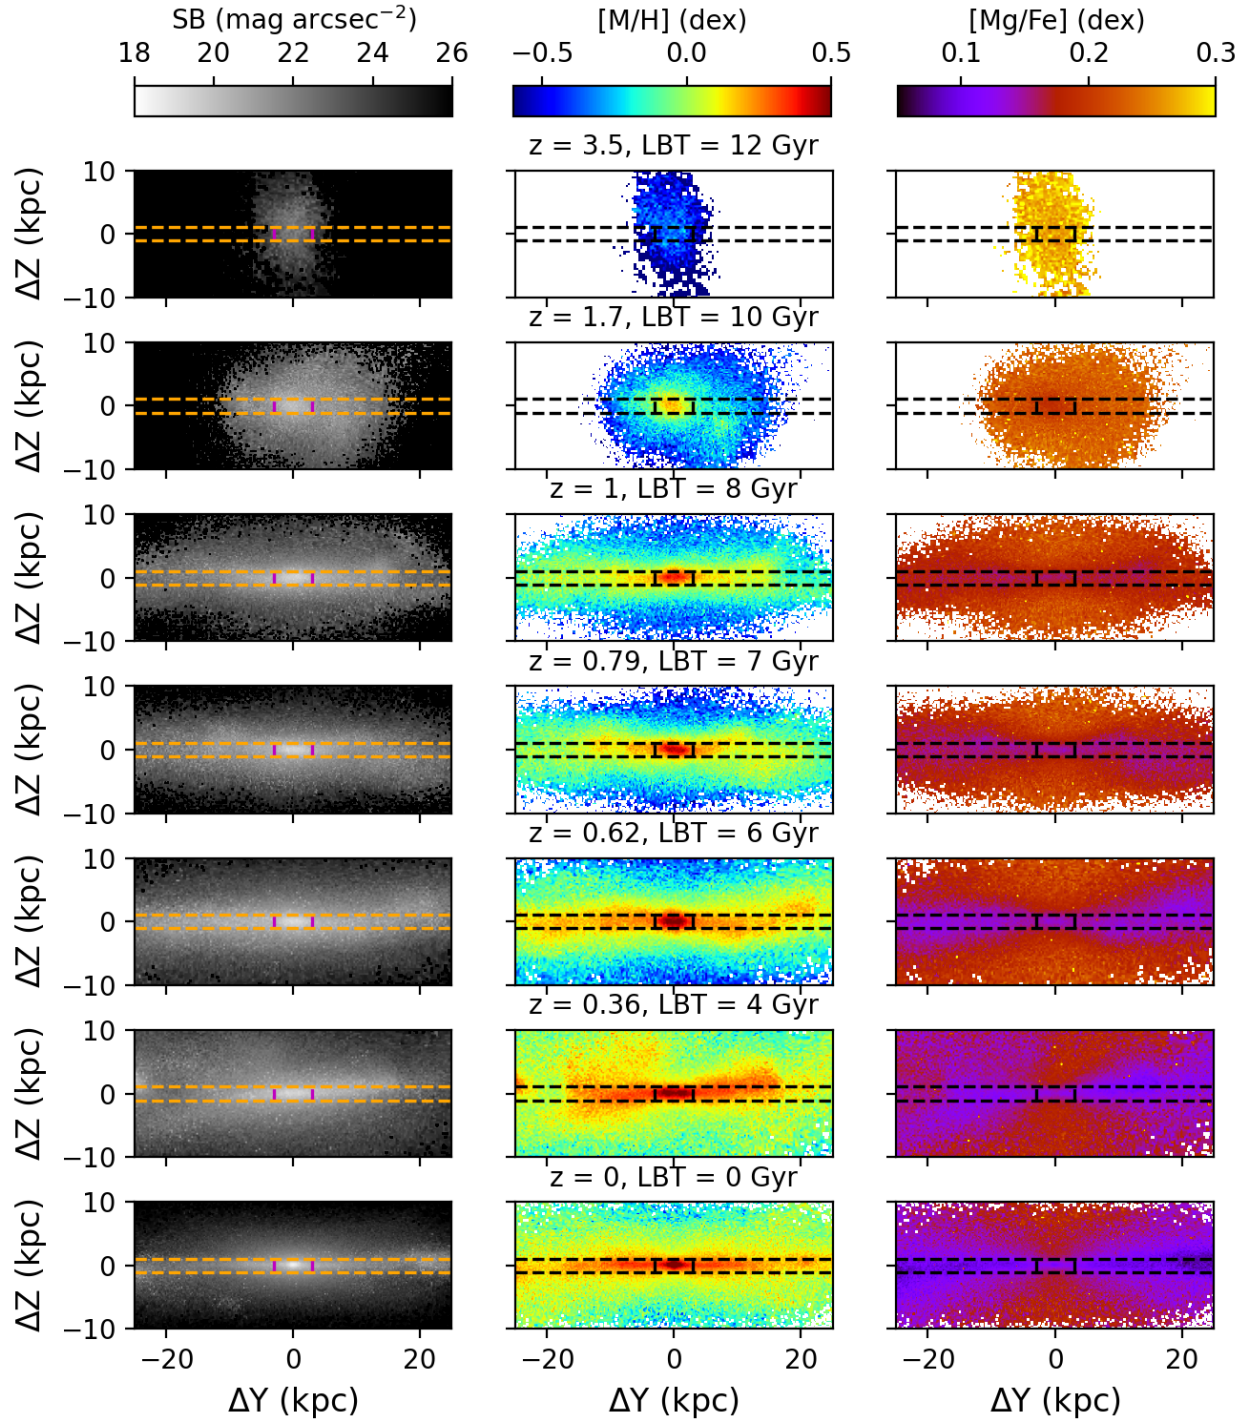 SB (mag arcsec⁻²) [M/H] (dex) [Mg/Fe] (dex)
18 20 22 24 26 −0.5 0.0 0.5 0.1 0.2 0.3
z = 3.5, LBT = 12 Gyr
10
ΔZ (kpc)
0
−10
z = 1.7, LBT = 10 Gyr
10
ΔZ (kpc)
0
−10
z = 1, LBT = 8 Gyr
10
ΔZ (kpc)
0
−10
z = 0.79, LBT = 7 Gyr
10
ΔZ (kpc)
0
−10
z = 0.62, LBT = 6 Gyr
10
ΔZ (kpc)
0
−10
z = 0.36, LBT = 4 Gyr
10
ΔZ (kpc)
0
−10
z = 0, LBT = 0 Gyr
10
ΔZ (kpc)
0
−10
−20 0 20 −20 0 20 −20 0 20
ΔY (kpc) ΔY (kpc) ΔY (kpc)